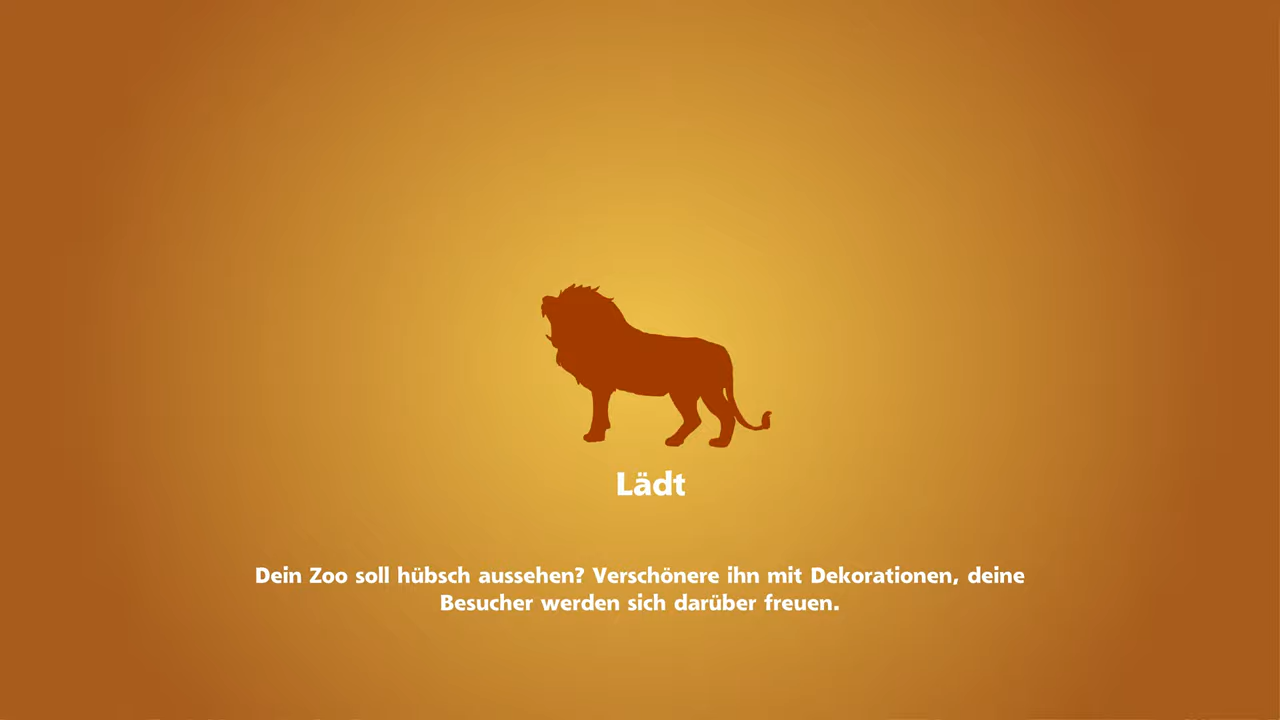 Lädt
Dein Zoo soll hübsch aussehen? Verschönere ihn mit Dekorationen, deine
Besucher werden sich darüber freuen.